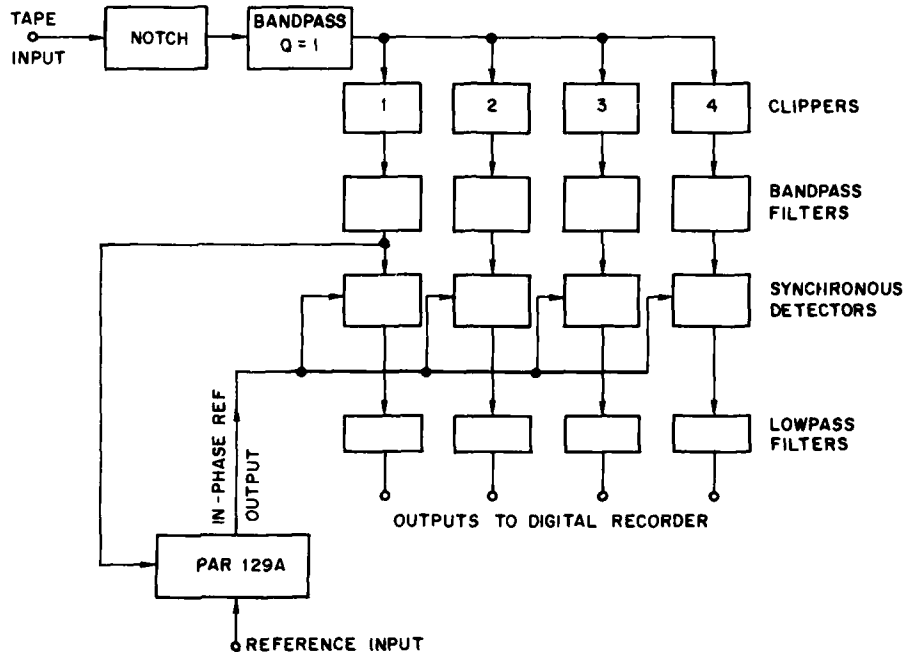 TAPE
INPUT
NOTCH
BANDPASS
Q = 1
1
2
3
4
CLIPPERS
BANDPASS
FILTERS
SYNCHRONOUS
DETECTORS
LOWPASS
FILTERS
IN-PHASE REF
OUTPUT
OUTPUTS TO DIGITAL RECORDER
PAR 129A
REFERENCE INPUT